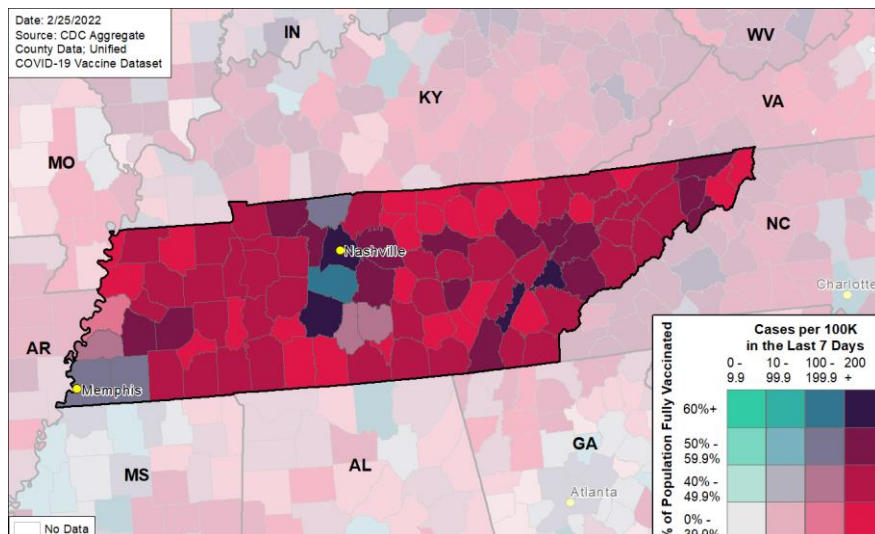 Date: 2/25/2022
Source: CDC Aggregate
County Data; Unified
COVID-19 Vaccine Dataset
IN
WV
KY
VA
MO
NC
Nashville
Charlotte
AR
Memphis
MS
AL
GA
Atlanta
No Data
Cases per 100K
in the Last 7 Days
0 -
9.9
10 -
99.9
100 -
199.9
200
+
% of Population Fully Vaccinated
60%+
50% -
59.9%
40% -
49.9%
0% -
39.9%